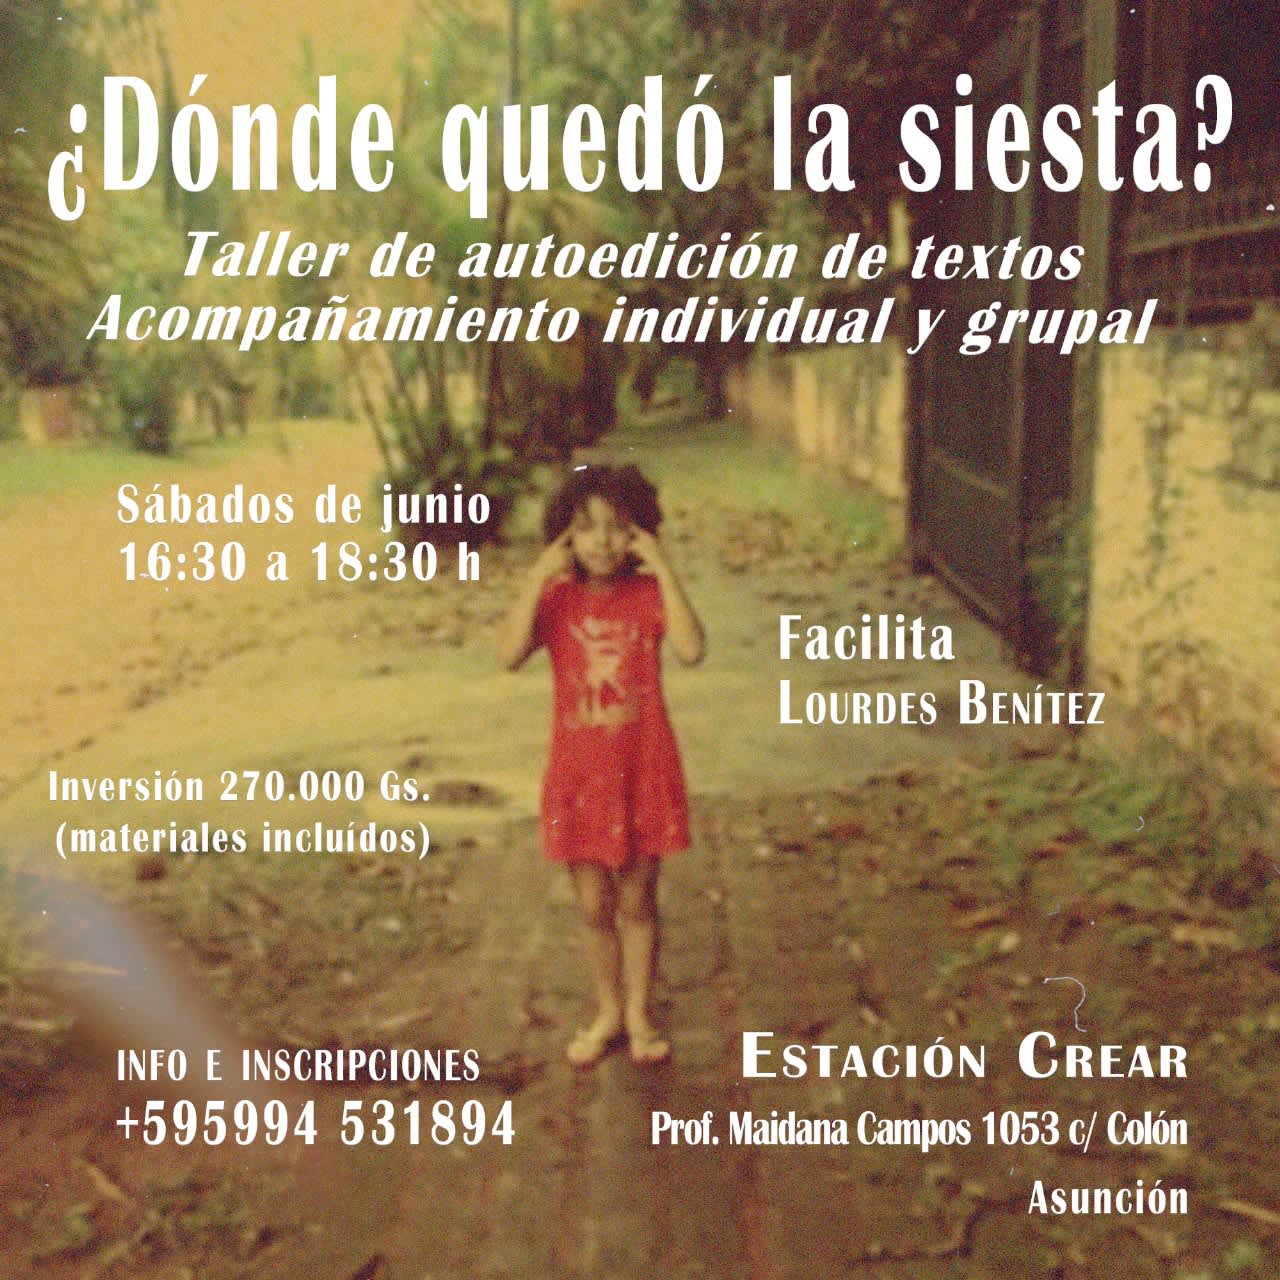 ¿Dónde quedó la siesta?
Taller de autoedición de textos
Acompañamiento individual y grupal
Sábados de junio
16:30 a 18:30 h
Facilita
LOURDES BENÍTEZ
Inversión 270.000 Gs.
(materiales incluídos)
INFO E INSCRIPCIONES
+595994 531894
ESTACIÓN CREAR
Prof. Maidana Campos 1053 c/ Colón
Asunción